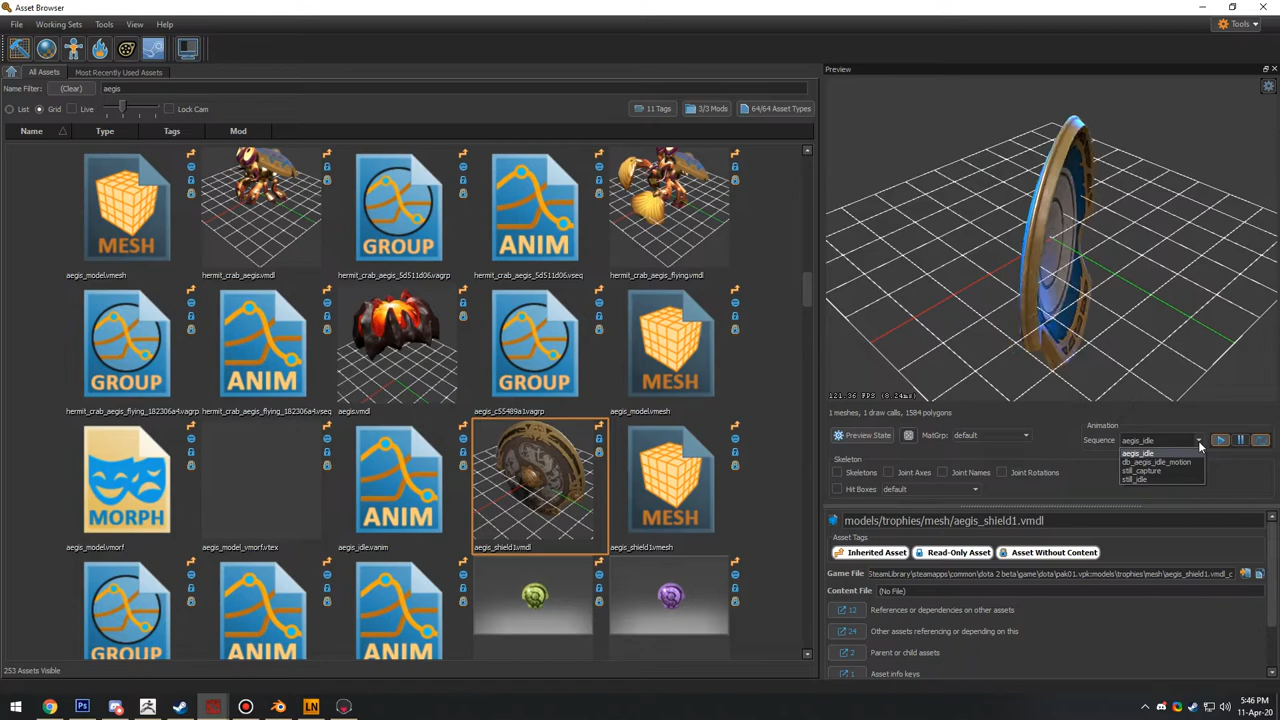 Asset Browser
File Working Sets Tools View Help
Tools
All Assets Most Recently Used Assets
Preview
Name Filter: (Clear) aegis
List Grid Live Lock Cam 11 Tags 3/3 Mods 64/64 Asset Types
Name Type Tags Mod
MESH GROUP ANIM
aegis_model.vmesh hermit_crab_aegis.vmdl hermit_crab_aegis_5d511d06.vagrp hermit_crab_aegis_5d511d06.vseq hermit_crab_aegis_flying.vmdl
GROUP ANIM GROUP MESH
hermit_crab_aegis_flying_182306a4.vagrp hermit_crab_aegis_flying_182306a4.vseq aegis.vmdl aegis_c55489a1.vagrp aegis_model.vmesh
MORPH ANIM MESH
aegis_model.vmorf aegis_model_vmorf.vtex aegis_idle.vanim aegis_shield1.vmdl aegis_shield1.vmesh
GROUP ANIM ANIM
253 Assets Visible
121.36 FPS (8.24ms)
1 meshes, 1 draw calls, 1584 polygons
Animation
Preview State MatGrp: default Sequence aegis_idle
aegis_idle
db_aegis_idle_motion
still_capture
still_idle
Skeleton
Skeletons Joint Axes Joint Names Joint Rotations
Hit Boxes default
models/trophies/mesh/aegis_shield1.vmdl
Asset Tags
Inherited Asset Read-Only Asset Asset Without Content
Game File SteamLibrary\steamapps\common\dota 2 beta\game\dota\pak01.vpk:models\trophies\mesh\aegis_shield1.vmdl_c
Content File (No File)
12 References or dependencies on other assets
24 Other assets referencing or depending on this
2 Parent or child assets
1 Asset info keys
Ps LN
5:46 PM
11-Apr-20